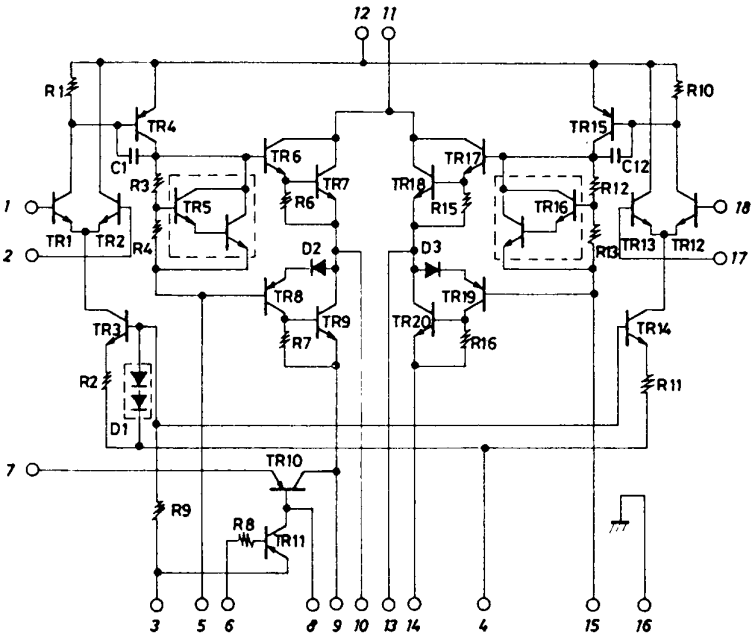 12 11
R1 TR4 TR15 R10
C1 TR6 TR17 C12
R3 TR5 TR7 TR18 TR16 R12
1 R6 R15 18
TR1 TR2 R4 TR13 TR12
2 D2 D3 R13 17
TR8 TR19
TR3 TR9 TR20 TR14
R7 R16
R2 R11
D1
7 TR10
R9 R8 TR11
3 5 6 8 9 10 13 14 4 15 16